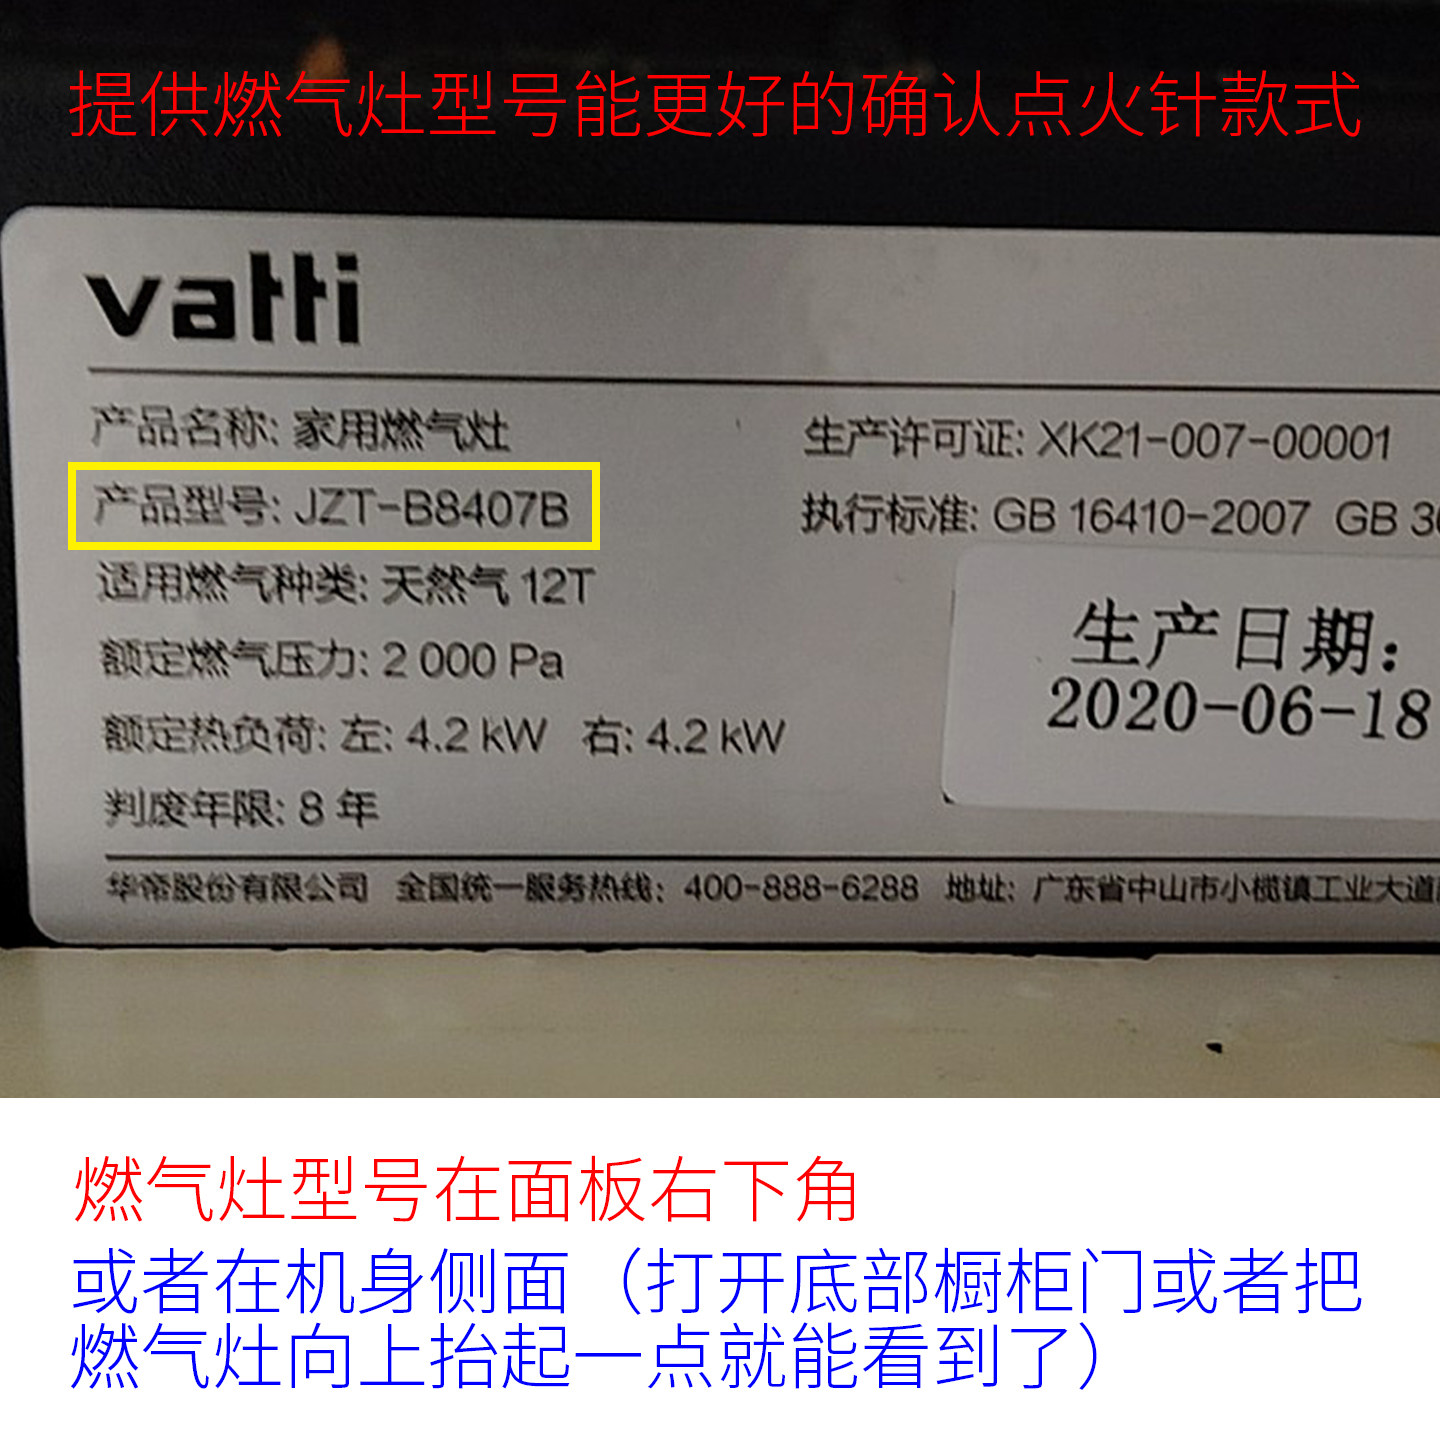 提供燃气灶型号能更好的确认点火针款式
vatti
产品名称: 家用燃气灶
生产许可证: XK21-007-00001
产品型号: JZT-B8407B
执行标准: GB 16410-2007 GB 30
适用燃气种类: 天然气 12T
额定燃气压力: 2 000 Pa
额定热负荷: 左: 4.2 kW 右: 4.2 kW
判废年限: 8 年
生产日期:
2020-06-18
华帝股份有限公司 全国统一服务热线: 400-888-6288 地址: 广东省中山市小榄镇工业大道
燃气灶型号在面板右下角
或者在机身侧面（打开底部橱柜门或者把
燃气灶向上抬起一点就能看到了）